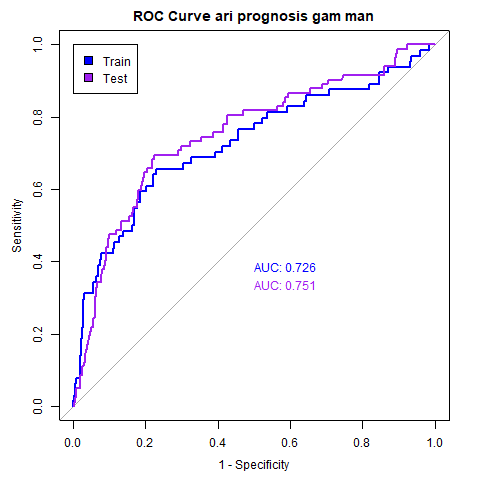 ROC Curve ari prognosis gam man
Train
Test
AUC: 0.726
AUC: 0.751
Sensitivity
0.0
0.2
0.4
0.6
0.8
1.0
0.0 0.2 0.4 0.6 0.8 1.0
1 - Specificity